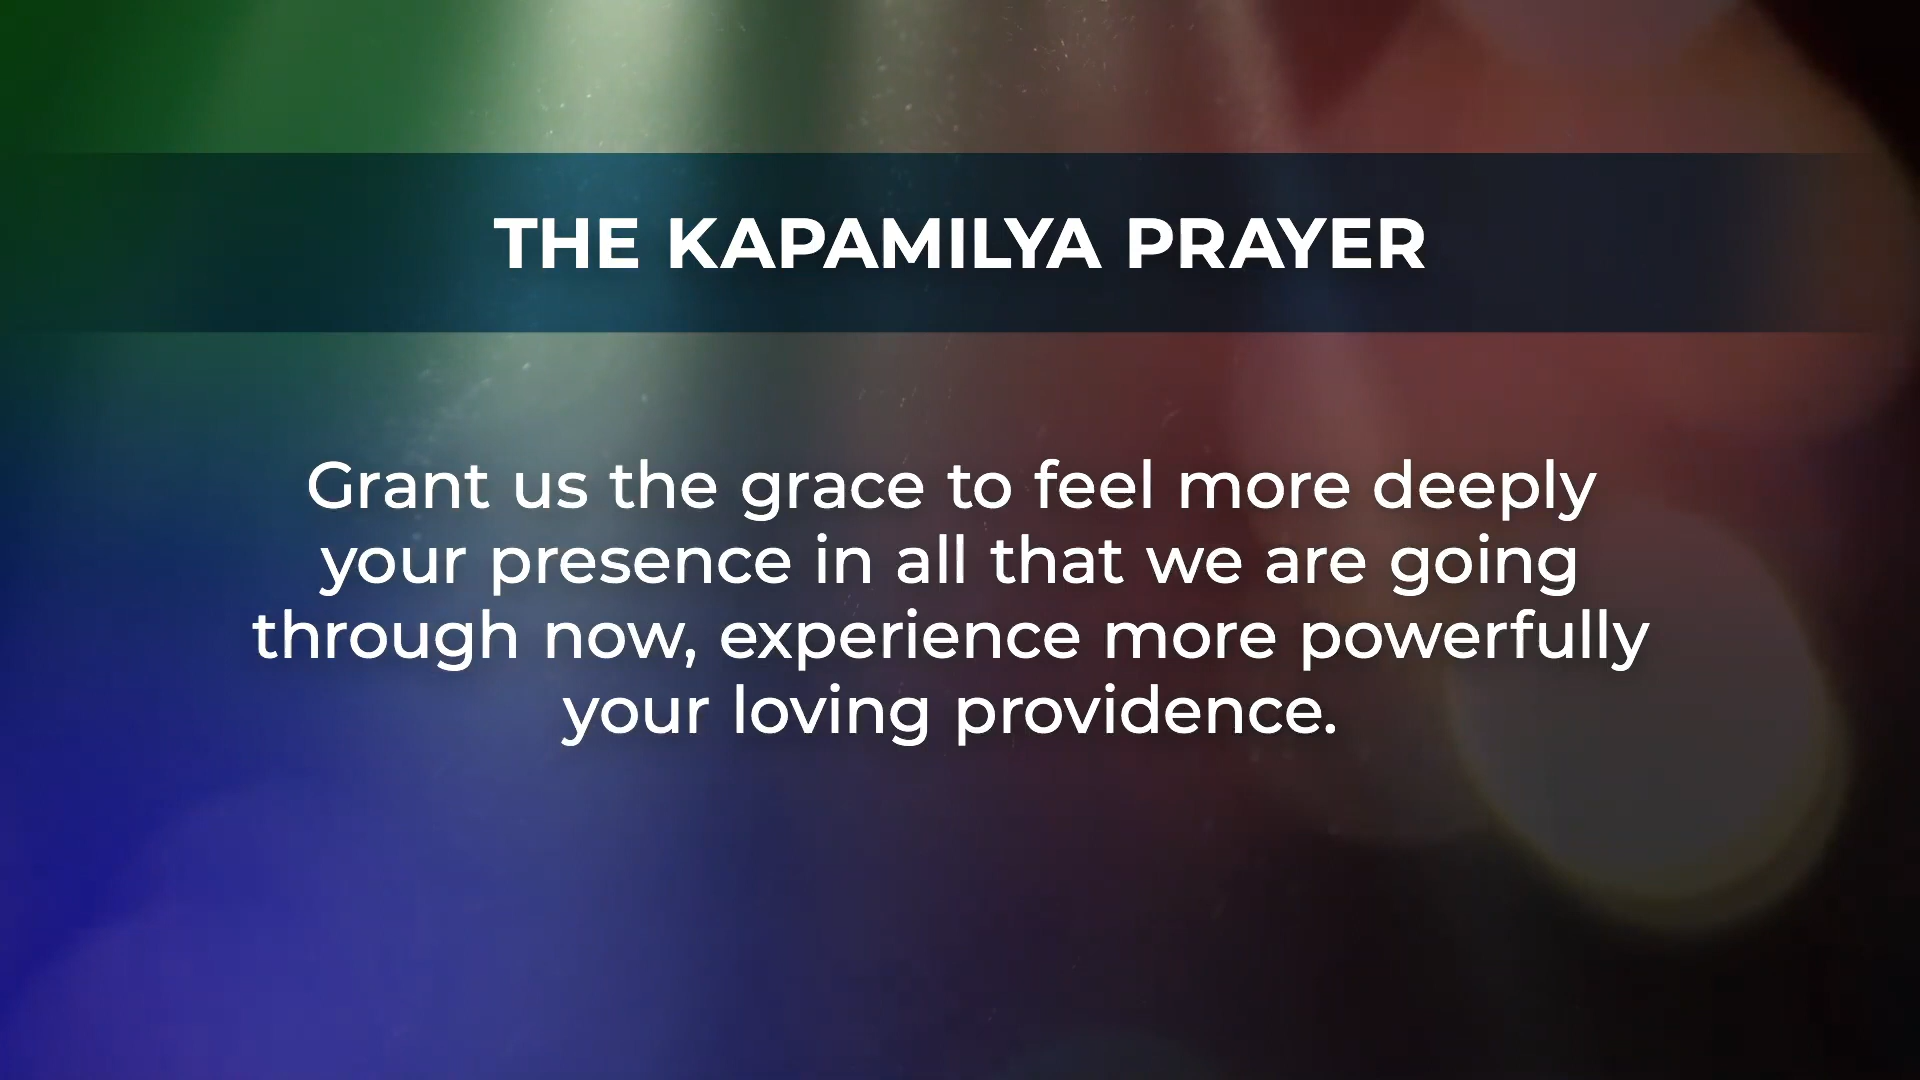 THE KAPAMILYA PRAYER
Grant us the grace to feel more deeply
your presence in all that we are going
through now, experience more powerfully
your loving providence.